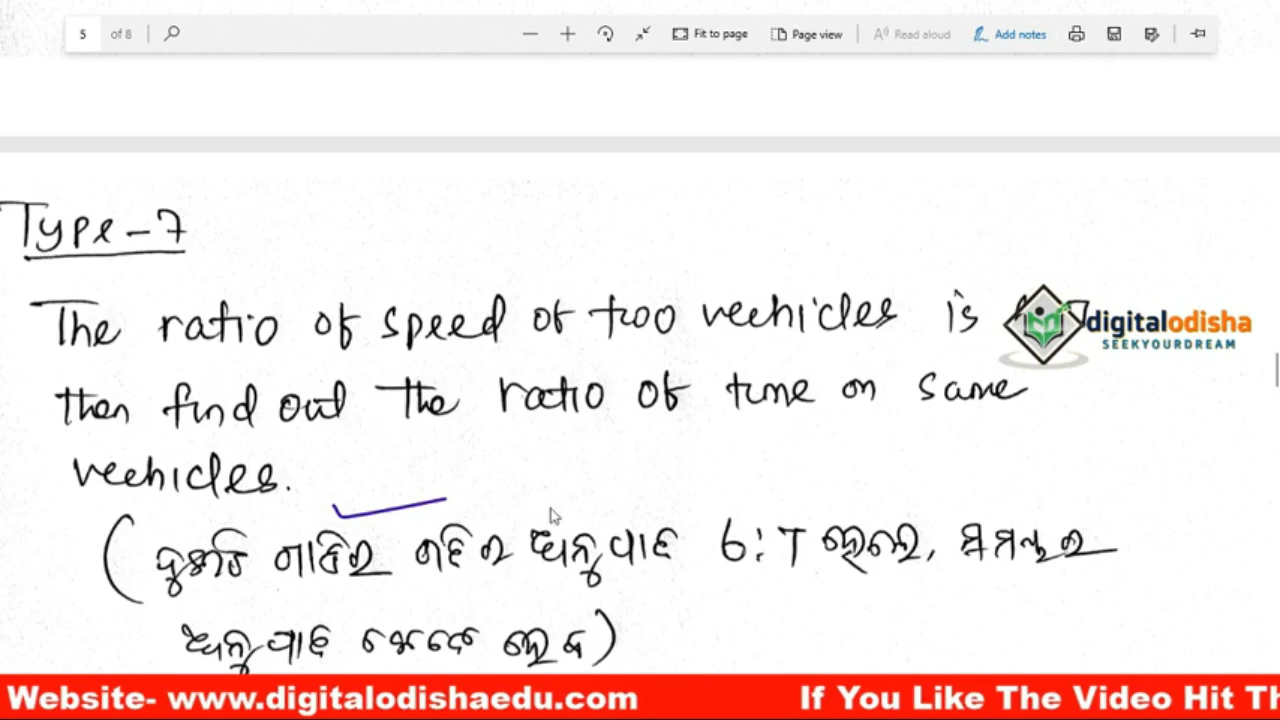 5 of 8 Fit to page Page view Read aloud Add notes
Type-7
The ratio of speed of two veehicles is
digitalodisha
SEEKYOURDREAM
then find out the ratio of time on same
veehicles.
(ଦୁଇଟି ଗାଡିର ଗତିର ଅନୁପାତ 6:7 ହେଲେ, ସମୟର
ଅନୁପାତ କେତେ ହେବ)
Website- www.digitalodishaedu.com If You Like The Video Hit Th